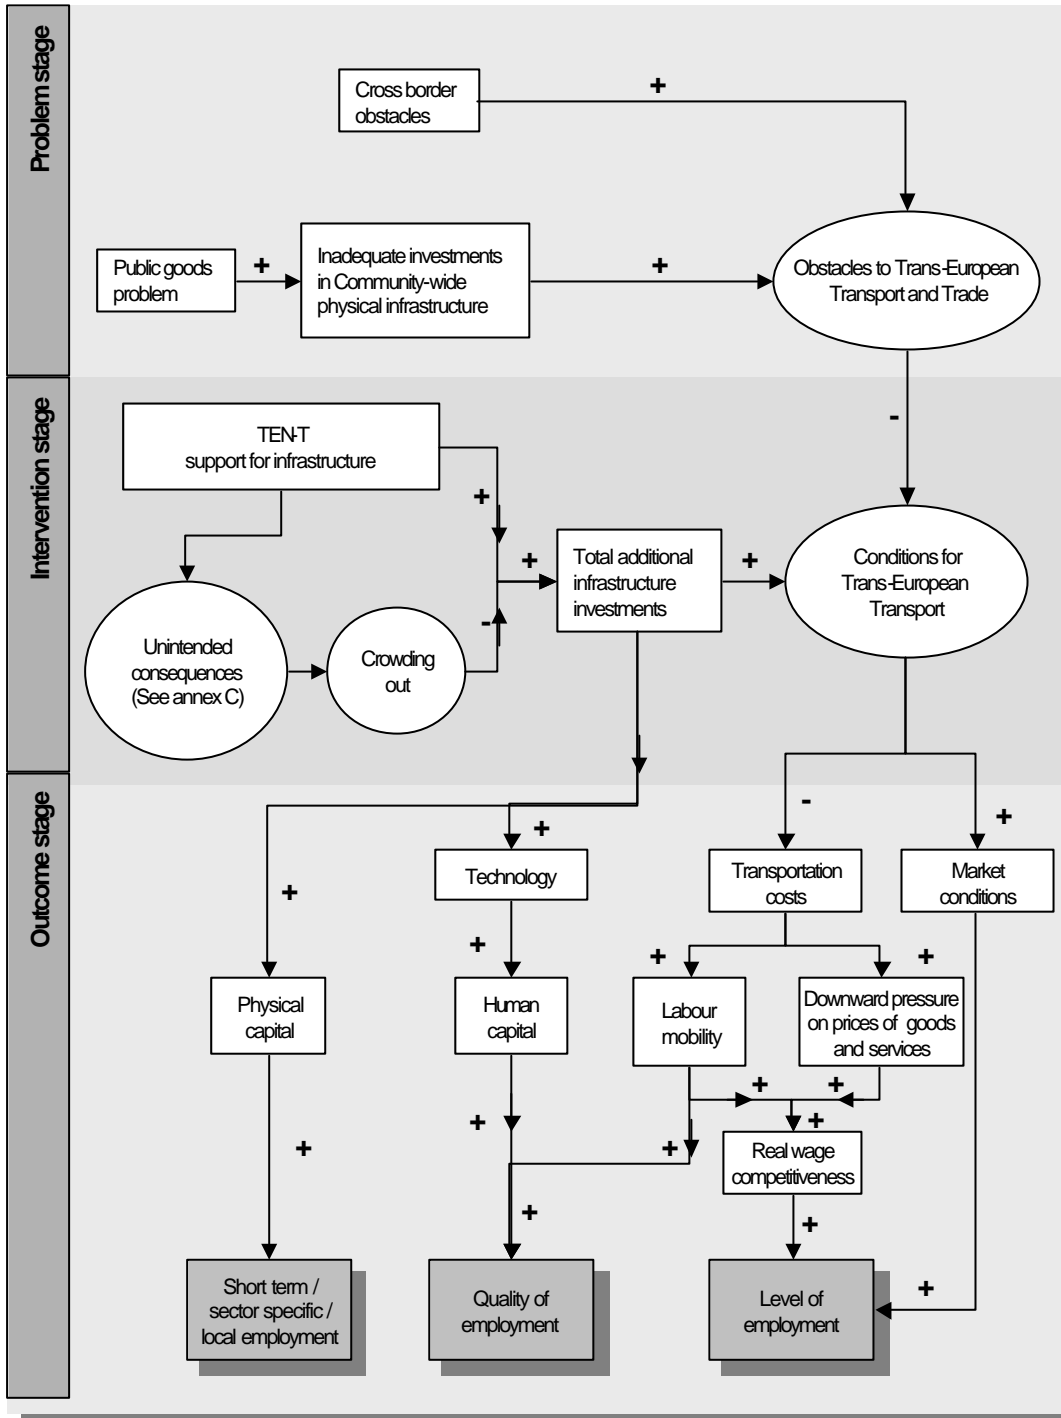 Problem stage
Cross border
obstacles
+
Public goods
problem
+
Inadequate investments
in Community-wide
physical infrastructure
+
Obstacles to Trans-European
Transport and Trade
-
Intervention stage
TEN-T
support for infrastructure
+
Unintended
consequences
(See annex C)
Crowding
out
-
+
Total additional
infrastructure
investments
+
Conditions for
Trans-European
Transport
Outcome stage
-
+
+
Technology
Transportation
costs
Market
conditions
+
+
+
+
Physical
capital
Human
capital
Labour
mobility
Downward pressure
on prices of goods
and services
+
+
+
+
+
+
Real wage
competitiveness
+
+
+
Short term /
sector specific /
local employment
Quality of
employment
Level of
employment